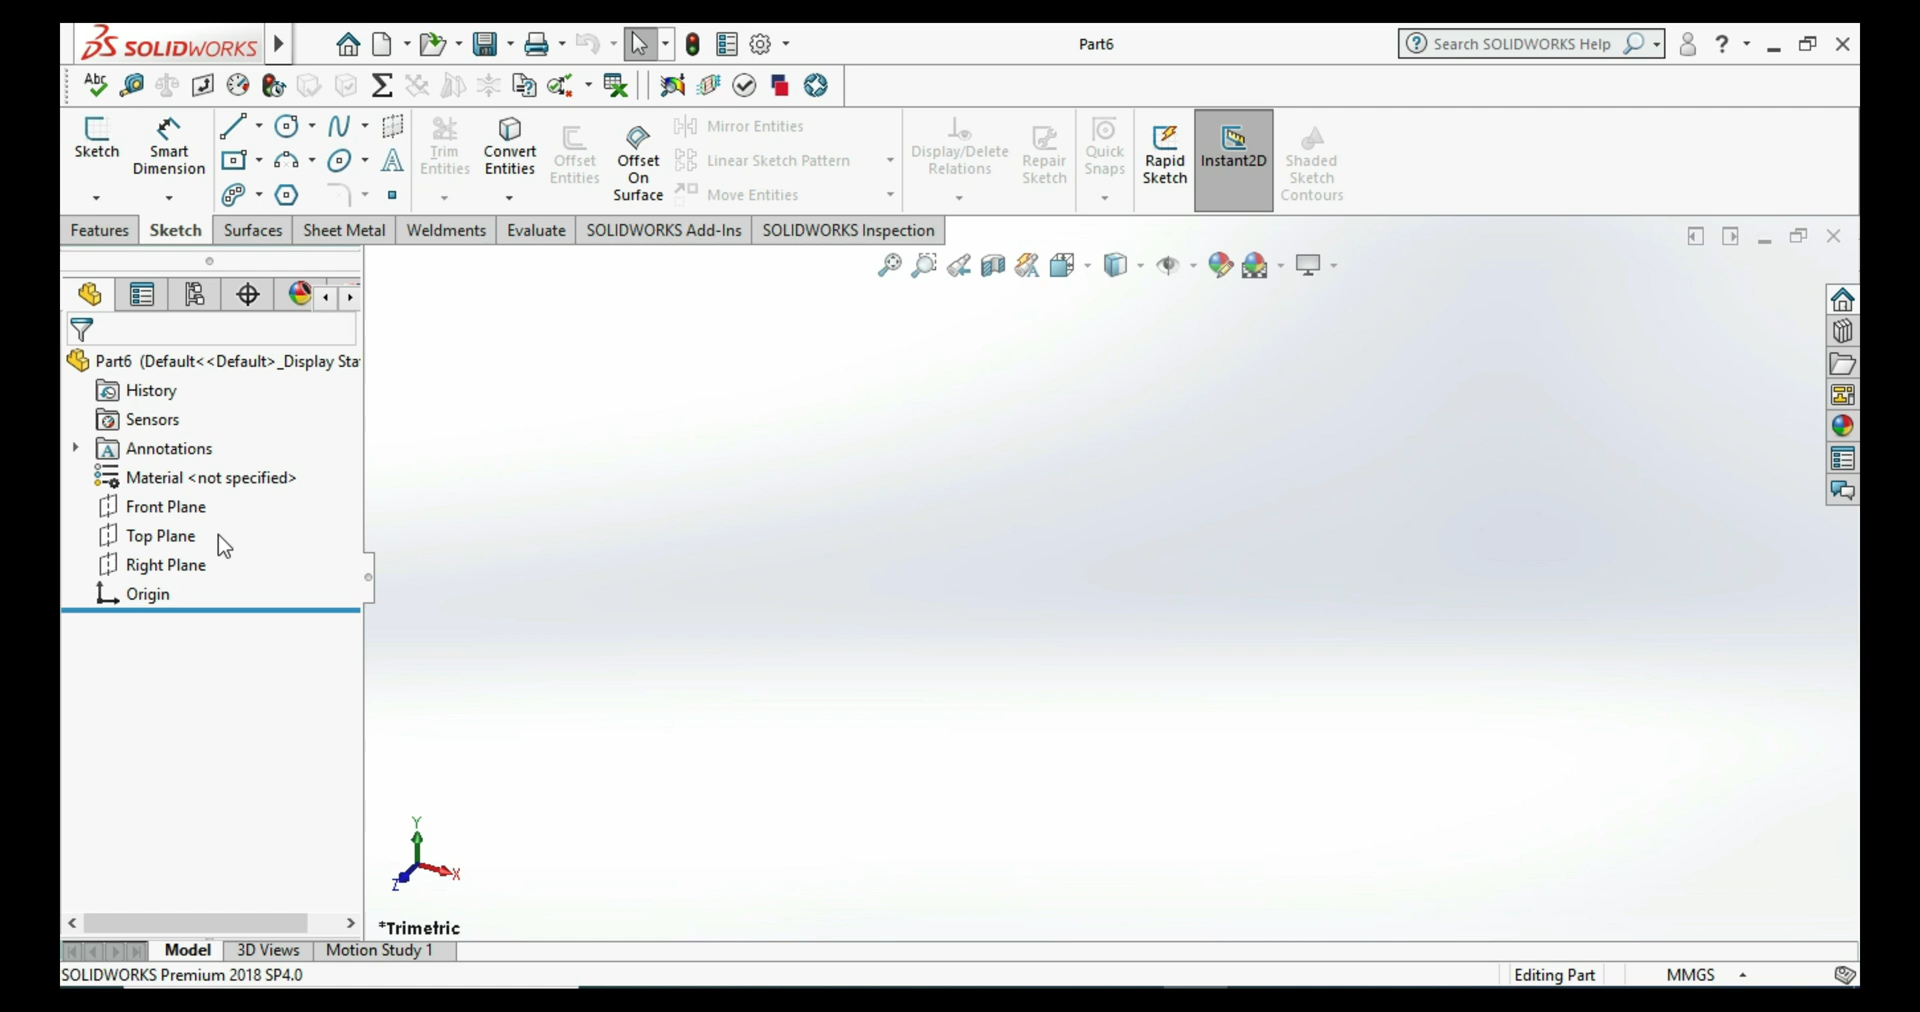 SOLIDWORKS
Part6
Search SOLIDWORKS Help
?
Abc
Sketch
Smart
Dimension
Trim
Entities
Convert
Entities
Offset
Entities
Offset
On
Surface
Mirror Entities
Linear Sketch Pattern
Move Entities
Display/Delete
Relations
Repair
Sketch
Quick
Snaps
Rapid
Sketch
Instant2D
Shaded
Sketch
Contours
Features
Sketch
Surfaces
Sheet Metal
Weldments
Evaluate
SOLIDWORKS Add-Ins
SOLIDWORKS Inspection
Part6 (Default<<Default>_Display Sta
History
Sensors
Annotations
Material <not specified>
Front Plane
Top Plane
Right Plane
Origin
Y
X
Z
*Trimetric
Model
3D Views
Motion Study 1
SOLIDWORKS Premium 2018 SP4.0
Editing Part
MMGS